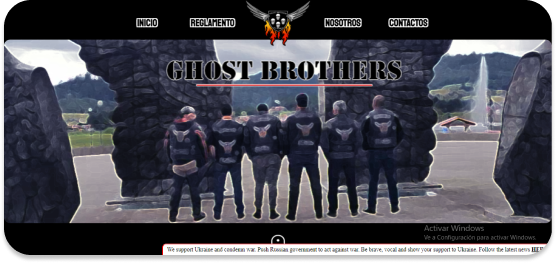 INICIO REGLAMENTO NOSOTROS CONTACTOS
GHOST BROTHERS
Activar Windows
Ve a Configuración para activar Windows.
We support Ukraine and condemn war. Push Russian government to act against war. Be brave, vocal and show your support to Ukraine. Follow the latest news